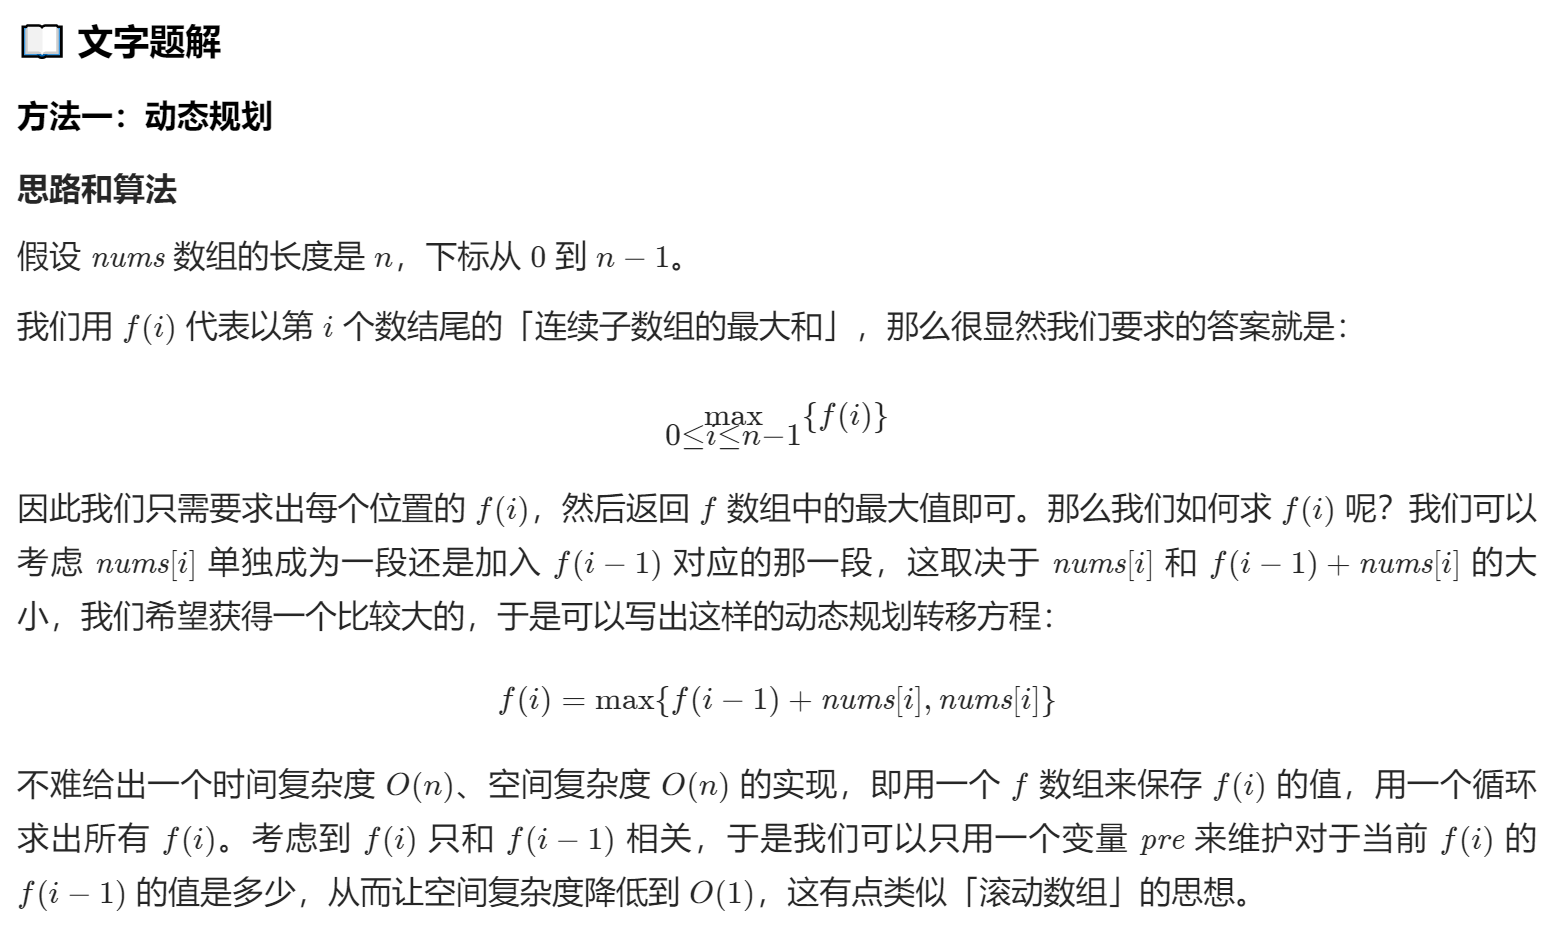 📖 文字题解
方法一：动态规划
思路和算法
假设 nums 数组的长度是 n，下标从 0 到 n − 1。
我们用 f(i) 代表以第 i 个数结尾的「连续子数组的最大和」，那么很显然我们要求的答案就是：
max {f(i)}
0≤i≤n−1
因此我们只需要求出每个位置的 f(i)，然后返回 f 数组中的最大值即可。那么我们如何求 f(i) 呢？我们可以
考虑 nums[i] 单独成为一段还是加入 f(i − 1) 对应的那一段，这取决于 nums[i] 和 f(i − 1) + nums[i] 的大
小，我们希望获得一个比较大的，于是可以写出这样的动态规划转移方程：
f(i) = max{f(i − 1) + nums[i], nums[i]}
不难给出一个时间复杂度 O(n)、空间复杂度 O(n) 的实现，即用一个 f 数组来保存 f(i) 的值，用一个循环
求出所有 f(i)。考虑到 f(i) 只和 f(i − 1) 相关，于是我们可以只用一个变量 pre 来维护对于当前 f(i) 的
f(i − 1) 的值是多少，从而让空间复杂度降低到 O(1)，这有点类似「滚动数组」的思想。